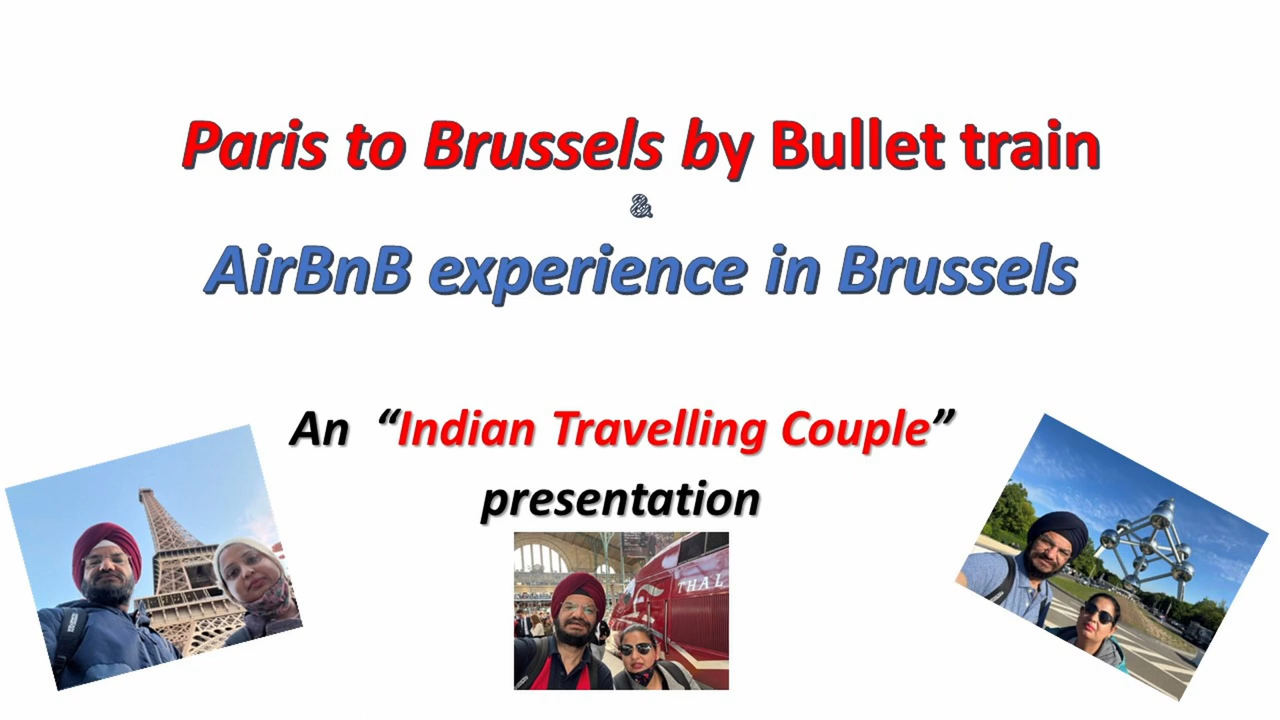 Paris to Brussels by Bullet train
&
AirBnB experience in Brussels
An “Indian Travelling Couple”
presentation
THAL